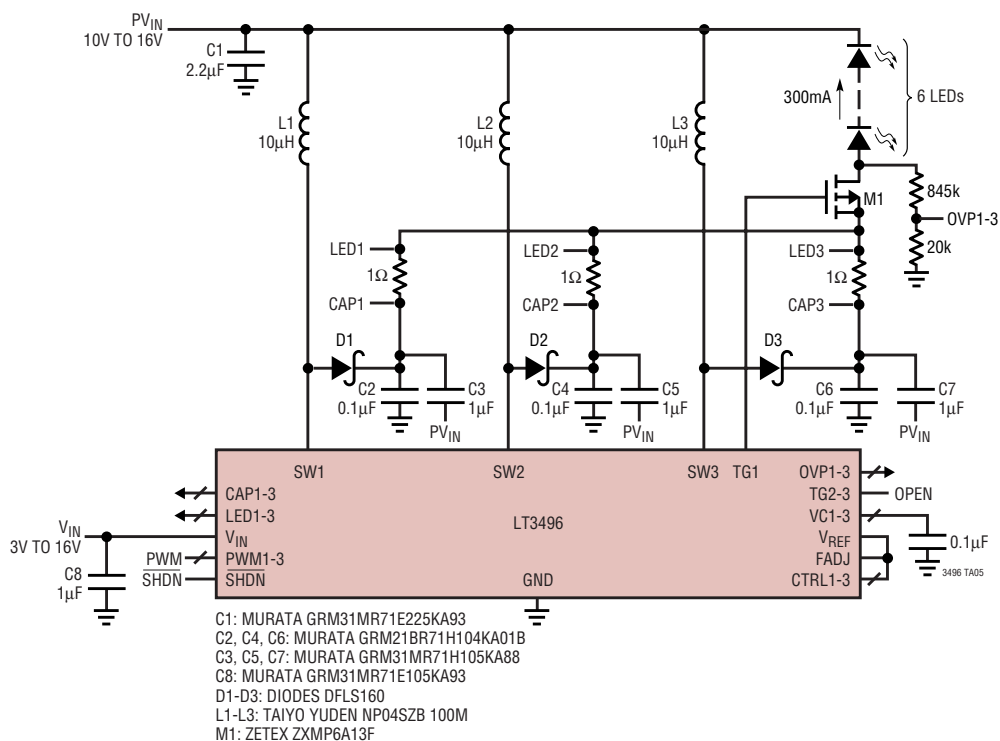 PVIN
10V TO 16V
C1
2.2µF
L1
10µH
L2
10µH
L3
10µH
300mA
6 LEDs
M1
845k
OVP1-3
20k
LED1
1Ω
CAP1
LED2
1Ω
CAP2
LED3
1Ω
CAP3
D1
D2
D3
C2
0.1µF
C3
1µF
PVIN
C4
0.1µF
C5
1µF
PVIN
C6
0.1µF
C7
1µF
PVIN
SW1
SW2
SW3
TG1
OVP1-3
CAP1-3
TG2-3
OPEN
LED1-3
LT3496
VC1-3
VIN
3V TO 16V
VIN
VREF
0.1µF
PWM
PWM1-3
FADJ
C8
1µF
SHDN
SHDN
GND
CTRL1-3
3496 TA05
C1: MURATA GRM31MR71E225KA93
C2, C4, C6: MURATA GRM21BR71H104KA01B
C3, C5, C7: MURATA GRM31MR71H105KA88
C8: MURATA GRM31MR71E105KA93
D1-D3: DIODES DFLS160
L1-L3: TAIYO YUDEN NP04SZB 100M
M1: ZETEX ZXMP6A13F